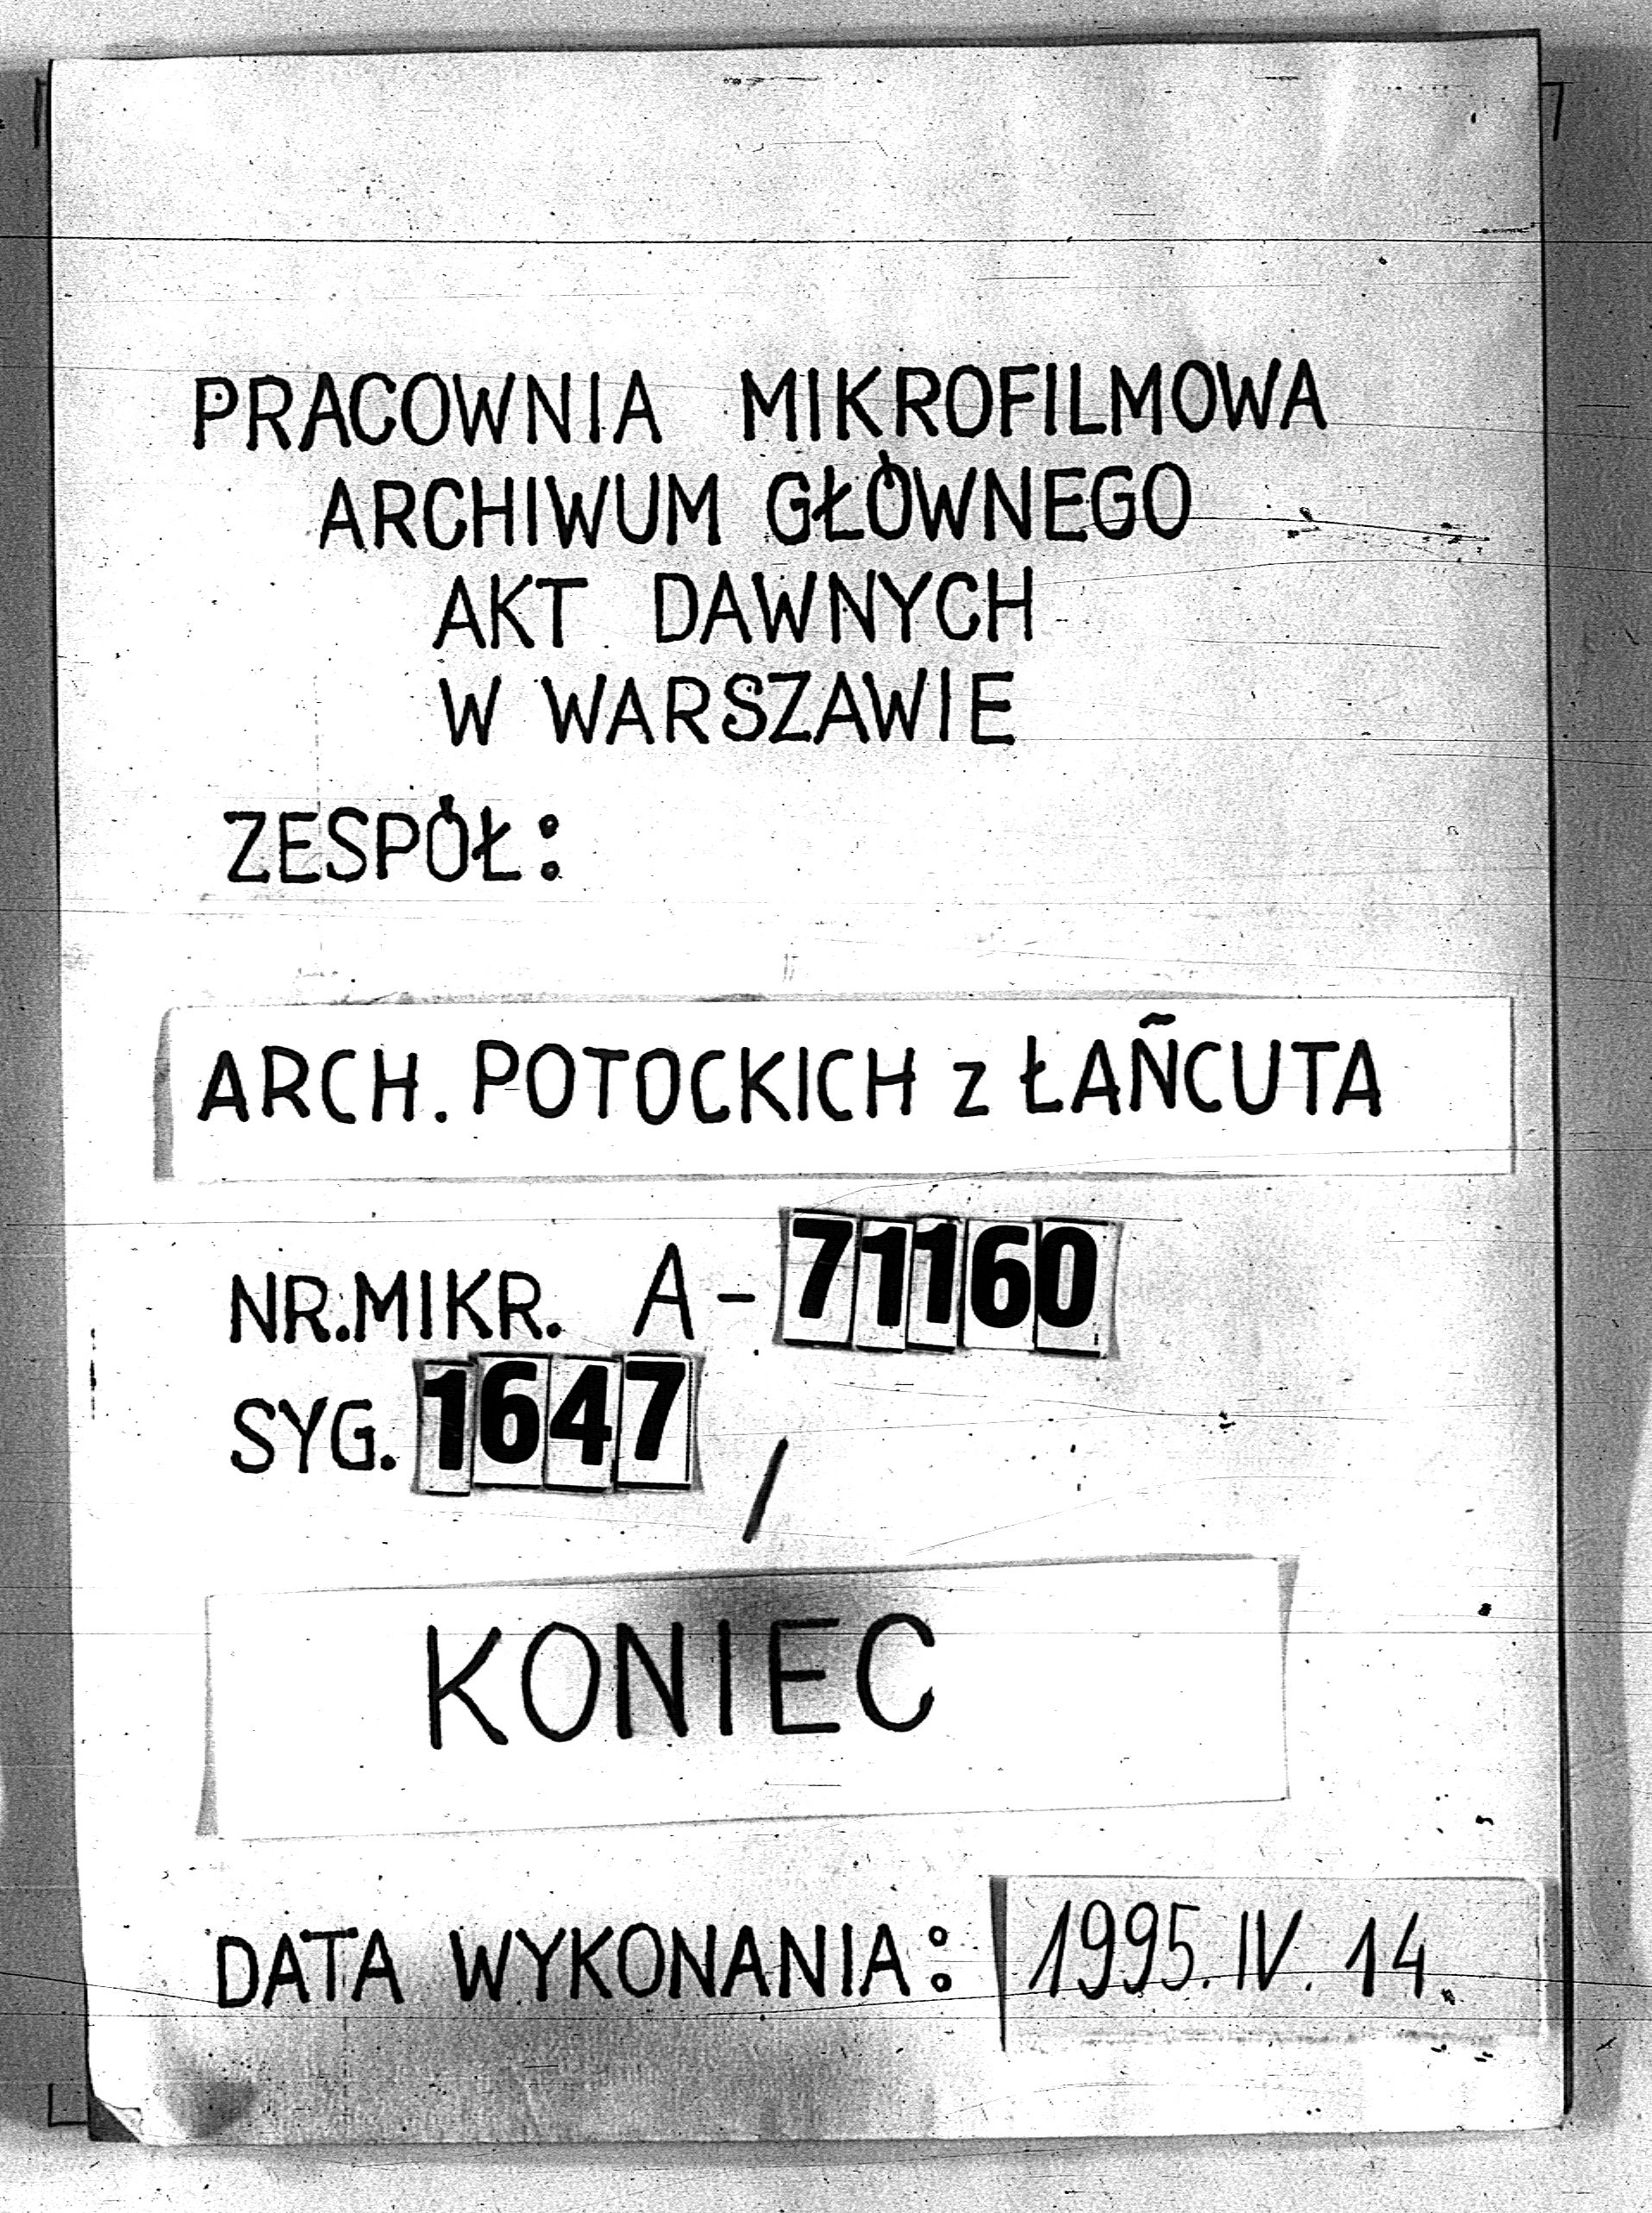 PRACOWNIA MIKROFILMOWA
ARCHIWUM GŁÓWNEGO
AKT DAWNYCH
W WARSZAWIE
ZESPÓŁ:
ARCH. POTOCKICH z ŁAÑCUTA
NR.MIKR. A-71160
SYG. 1647 /
KONIEC
DATA WYKONANIA: 1995.IV.14.